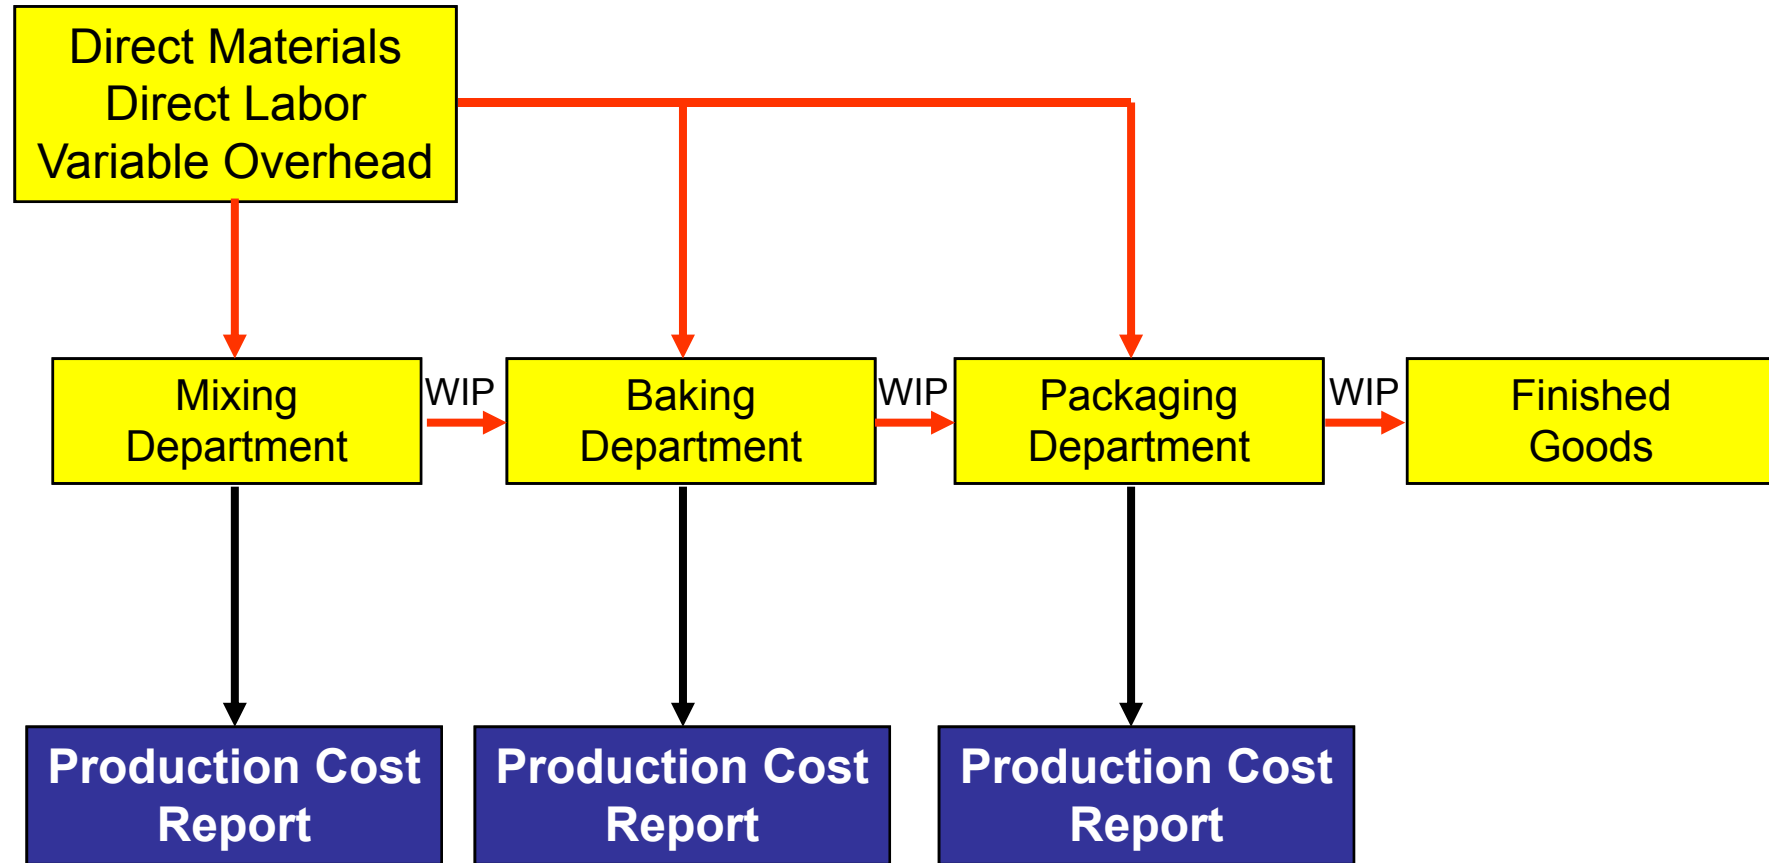 Direct Materials
Direct Labor
Variable Overhead
Mixing
Department
WIP
Baking
Department
WIP
Packaging
Department
WIP
Finished
Goods
Production Cost
Report
Production Cost
Report
Production Cost
Report